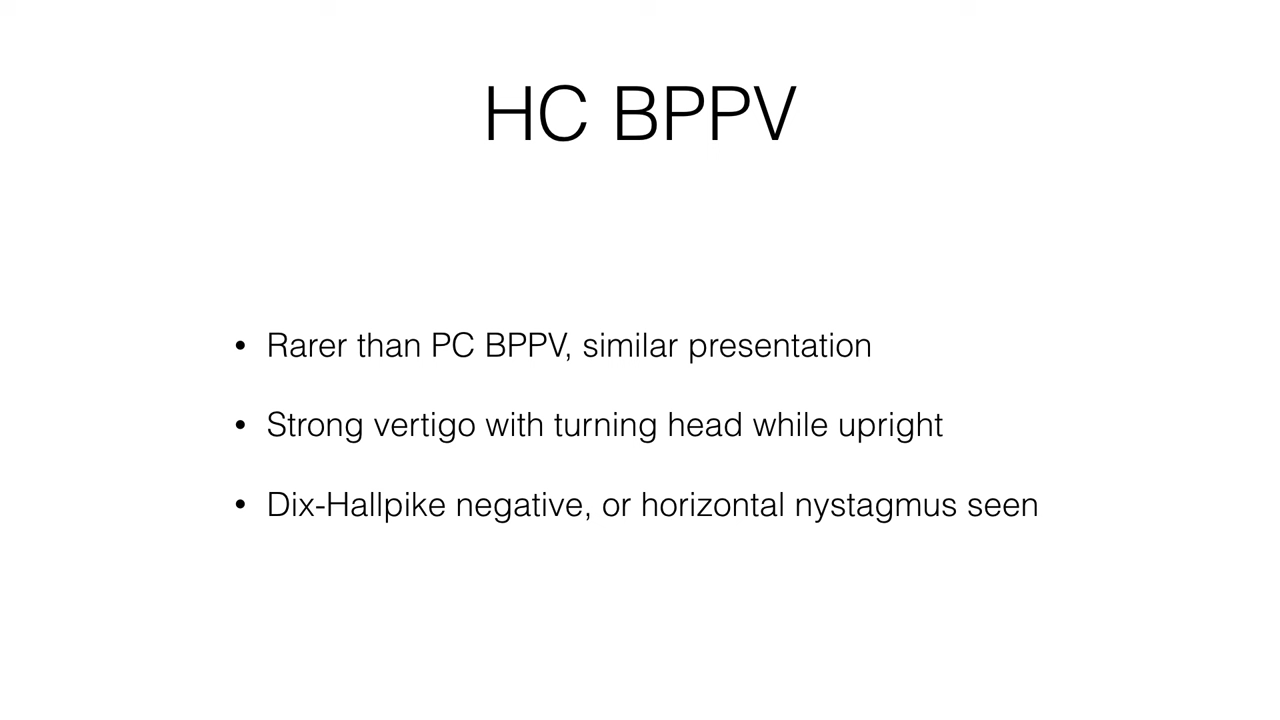 HC BPPV
• Rarer than PC BPPV, similar presentation
• Strong vertigo with turning head while upright
• Dix-Hallpike negative, or horizontal nystagmus seen